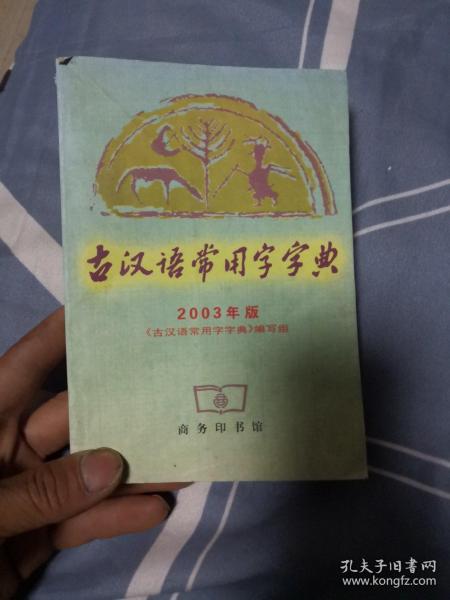 古汉语常用字字典
2003年版
《古汉语常用字字典》编写组
商务印书馆
孔夫子旧书网
www.kongfz.com